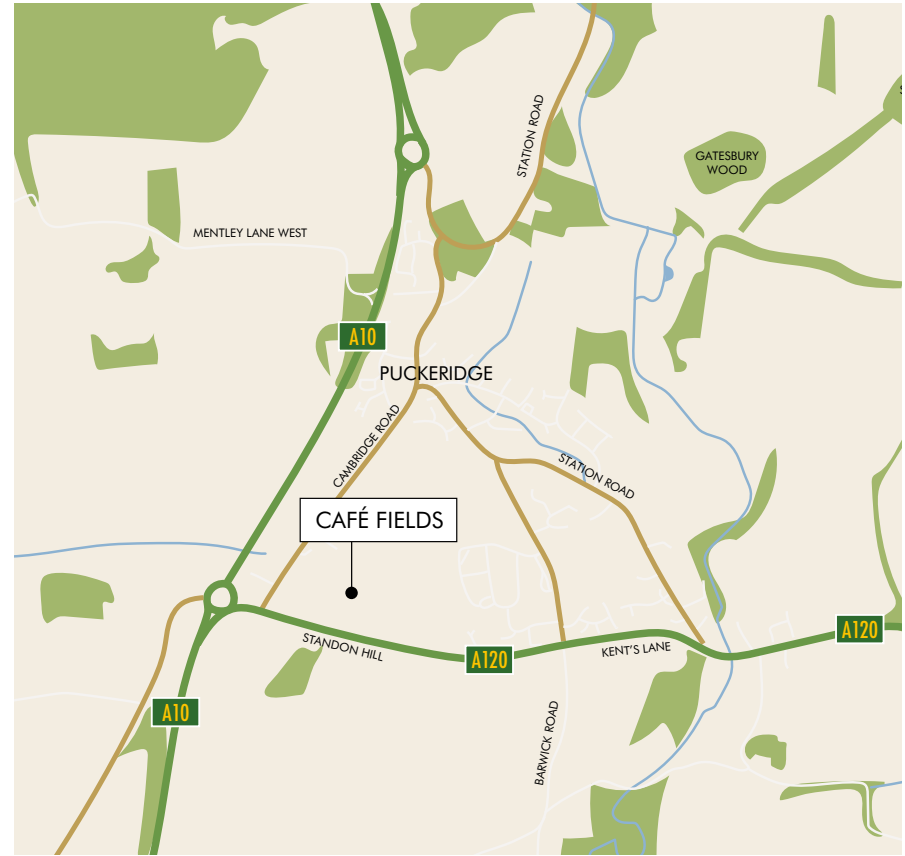 S
STATION ROAD
GATESBURY
WOOD
MENTLEY LANE WEST
A10
PUCKERIDGE
CAMBRIDGE ROAD
STATION ROAD
CAFÉ FIELDS
STANDON HILL
A120
KENT'S LANE
A120
A10
BARWICK ROAD